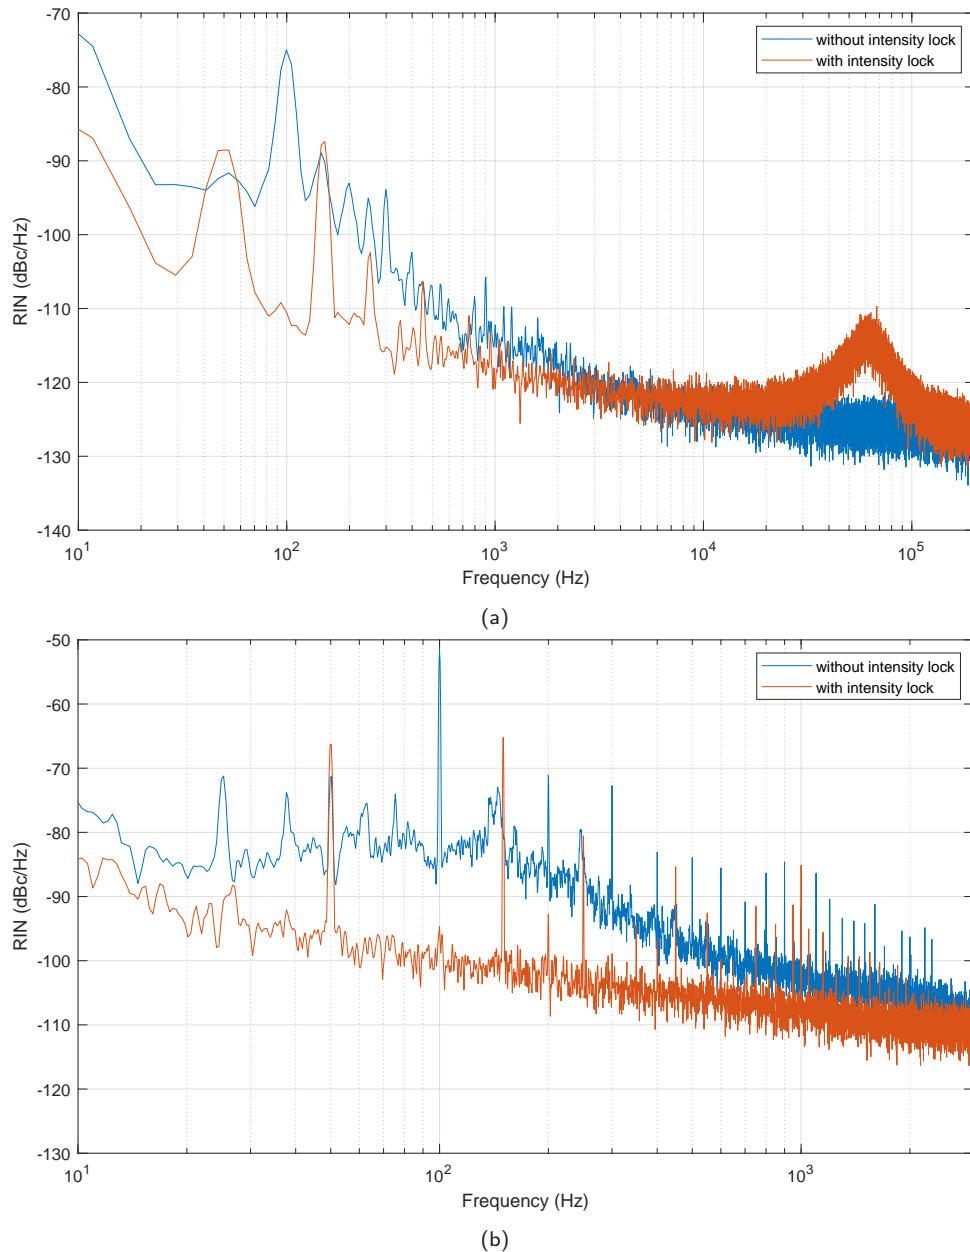 -70
-80
-90
-100
-110
-120
-130
-140
RIN (dBc/Hz)
without intensity lock
with intensity lock
10¹ 10² 10³ 10⁴ 10⁵
Frequency (Hz)
(a)
-50
-60
-70
-80
-90
-100
-110
-120
-130
RIN (dBc/Hz)
without intensity lock
with intensity lock
10¹ 10² 10³
Frequency (Hz)
(b)